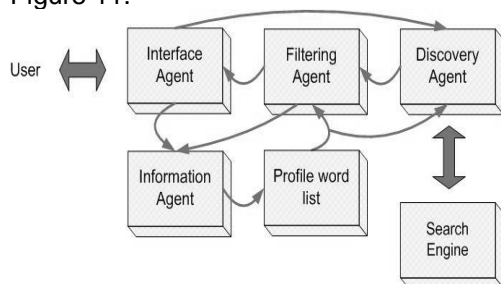 Figure 11.
User
Interface
Agent
Filtering
Agent
Discovery
Agent
Information
Agent
Profile word
list
Search
Engine